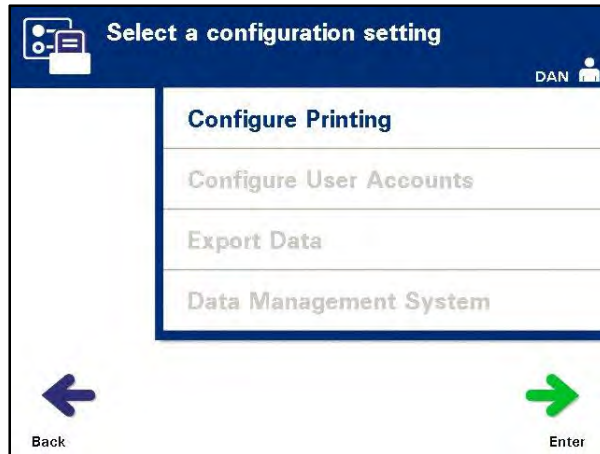 Select a configuration setting
DAN
Configure Printing
Configure User Accounts
Export Data
Data Management System
Back
Enter